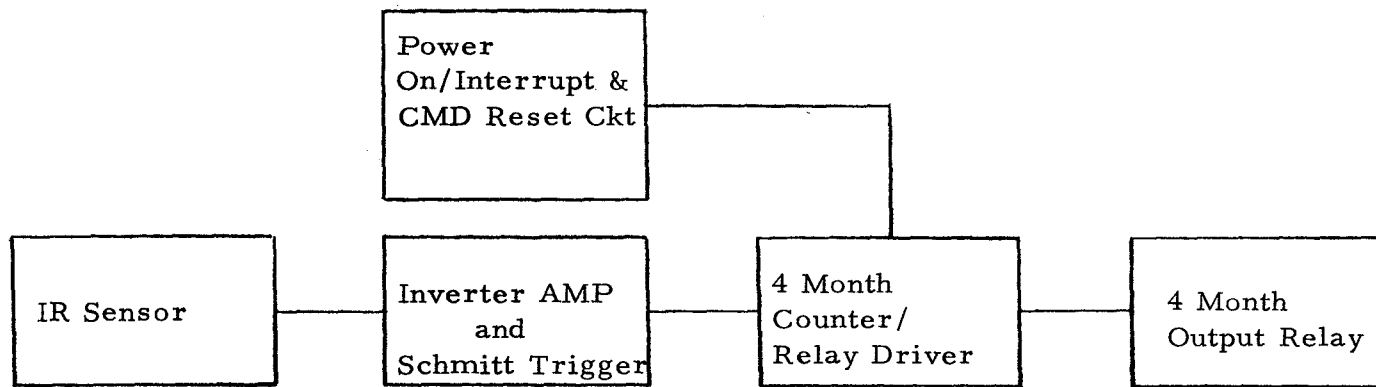 Power
On/Interrupt &
CMD Reset Ckt
IR Sensor
Inverter AMP
and
Schmitt Trigger
4 Month
Counter/
Relay Driver
4 Month
Output Relay